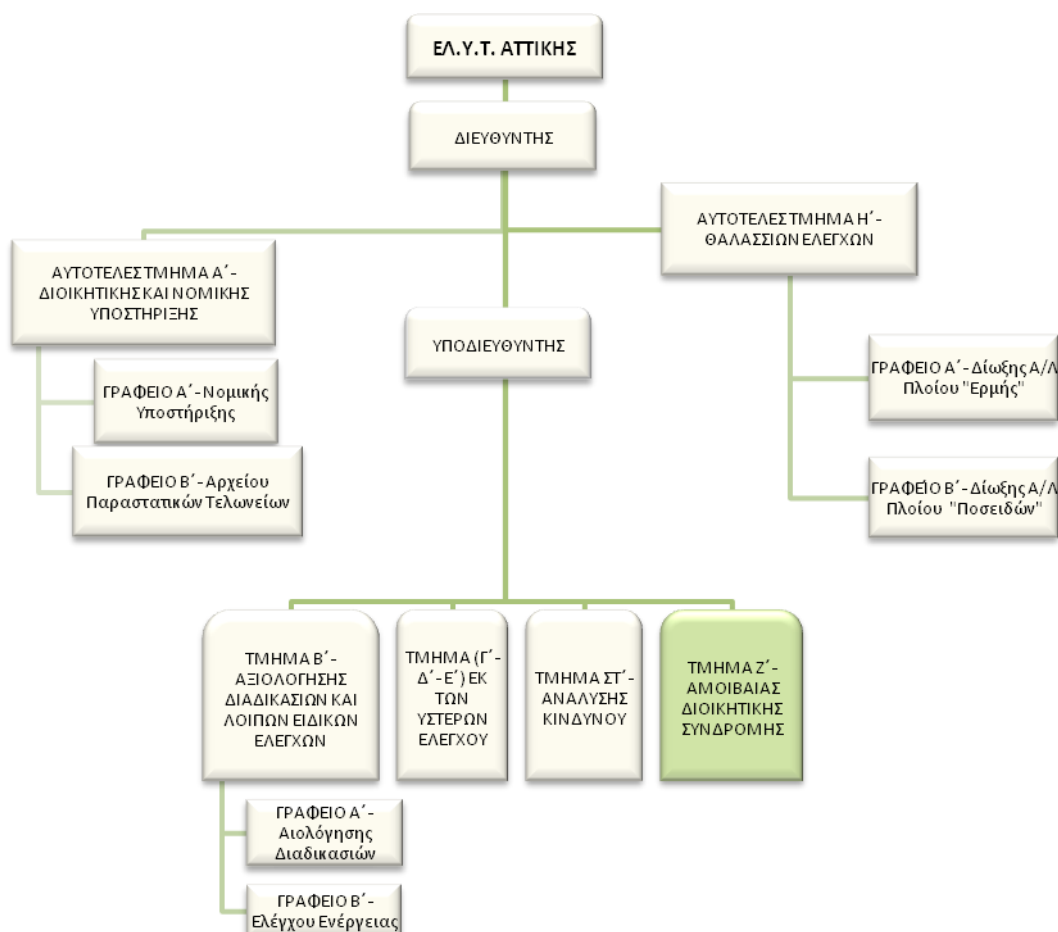 ΕΛ.Υ.Τ. ΑΤΤΙΚΗΣ
ΔΙΕΥΘΥΝΤΗΣ
ΑΥΤΟΤΕΛΕΣ ΤΜΗΜΑ Η΄-
ΘΑΛΑΣΣΙΩΝ ΕΛΕΓΧΩΝ
ΑΥΤΟΤΕΛΕΣ ΤΜΗΜΑ Α΄-
ΔΙΟΙΚΗΤΙΚΗΣ ΚΑΙ ΝΟΜΙΚΗΣ
ΥΠΟΣΤΗΡΙΞΗΣ
ΥΠΟΔΙΕΥΘΥΝΤΗΣ
ΓΡΑΦΕΙΟ Α΄- Νομικής
Υποστήριξης
ΓΡΑΦΕΙΟ Β΄- Αρχείου
Παραστατικών Τελωνείων
ΓΡΑΦΕΙΟ Α΄- Δίωξης Α/Λ
Πλοίου "Ερμής"
ΓΡΑΦΕΊΟ Β΄- Δίωξης Α/Λ
Πλοίου "Ποσειδών"
ΤΜΗΜΑ Β΄-
ΑΞΙΟΛΟΓΗΣΗΣ
ΔΙΑΔΙΚΑΣΙΩΝ ΚΑΙ
ΛΟΙΠΩΝ ΕΙΔΙΚΩΝ
ΕΛΕΓΧΩΝ
ΤΜΗΜΑ (Γ΄-
Δ΄- Ε΄) ΕΚ
ΤΩΝ
ΥΣΤΕΡΩΝ
ΕΛΕΓΧΟΥ
ΤΜΗΜΑ ΣΤ΄-
ΑΝΑΛΥΣΗΣ
ΚΙΝΔΥΝΟΥ
ΤΜΗΜΑ Ζ΄-
ΑΜΟΙΒΑΙΑΣ
ΔΙΟΙΚΗΤΙΚΗΣ
ΣΥΝΔΡΟΜΗΣ
ΓΡΑΦΕΙΟ Α΄-
Αιολόγησης
Διαδικασιών
ΓΡΑΦΕΙΟ Β΄-
Ελέγχου Ενέργειας